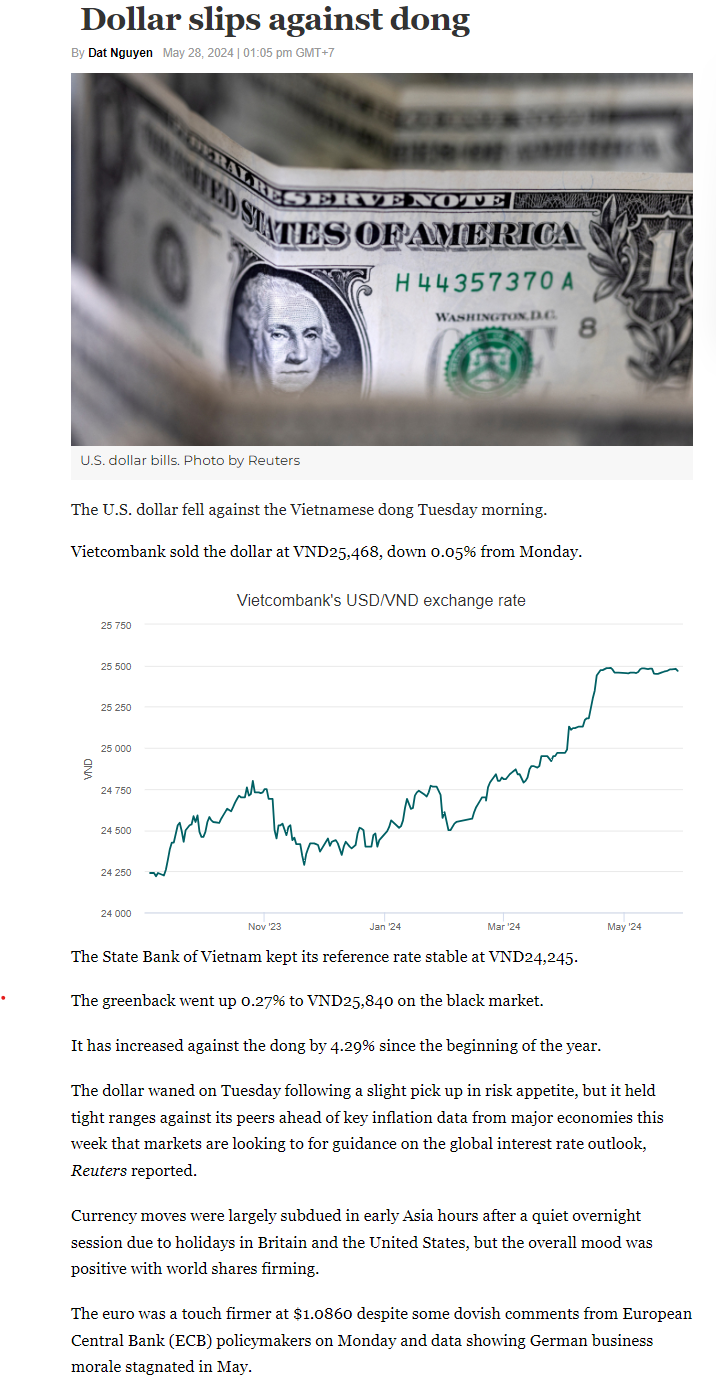 Dollar slips against dong
By Dat Nguyen May 28, 2024 | 01:05 pm GMT+7
FEDERAL RESERVE NOTE
UNITED STATES OF AMERICA
1
H 44357370 A
WASHINGTON, D.C.
8
U.S. dollar bills. Photo by Reuters
The U.S. dollar fell against the Vietnamese dong Tuesday morning.
Vietcombank sold the dollar at VND25,468, down 0.05% from Monday.
Vietcombank's USD/VND exchange rate
25 750
25 500
25 250
25 000
VND
24 750
24 500
24 250
24 000
Nov '23 Jan '24 Mar '24 May '24
The State Bank of Vietnam kept its reference rate stable at VND24,245.
The greenback went up 0.27% to VND25,840 on the black market.
It has increased against the dong by 4.29% since the beginning of the year.
The dollar waned on Tuesday following a slight pick up in risk appetite, but it held
tight ranges against its peers ahead of key inflation data from major economies this
week that markets are looking to for guidance on the global interest rate outlook,
Reuters reported.
Currency moves were largely subdued in early Asia hours after a quiet overnight
session due to holidays in Britain and the United States, but the overall mood was
positive with world shares firming.
The euro was a touch firmer at $1.0860 despite some dovish comments from European
Central Bank (ECB) policymakers on Monday and data showing German business
morale stagnated in May.